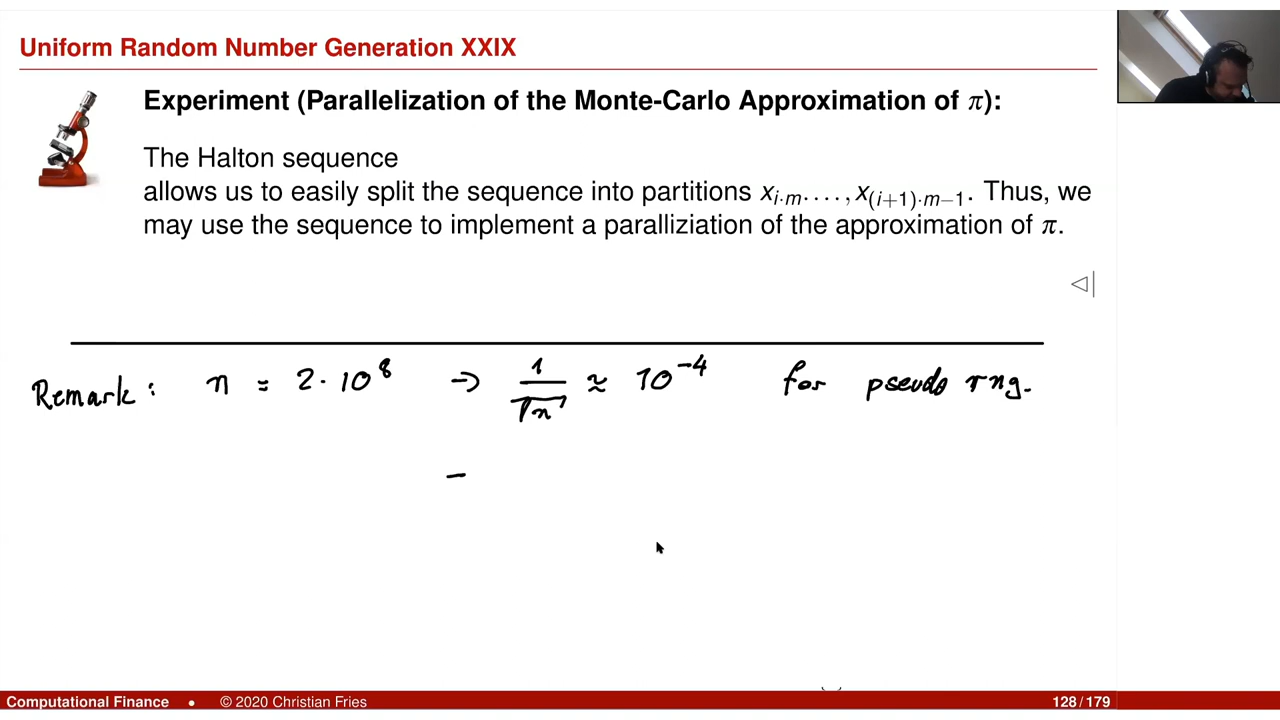 Uniform Random Number Generation XXIX
Experiment (Parallelization of the Monte-Carlo Approximation of π):
The Halton sequence
allows us to easily split the sequence into partitions x_{i·m}, . . . , x_{(i+1)·m−1}. Thus, we
may use the sequence to implement a paralliziation of the approximation of π.
Remark: n = 2·10^8 → 1/√n ≈ 10^{-4} for pseudo rng.
Computational Finance • © 2020 Christian Fries 128/179